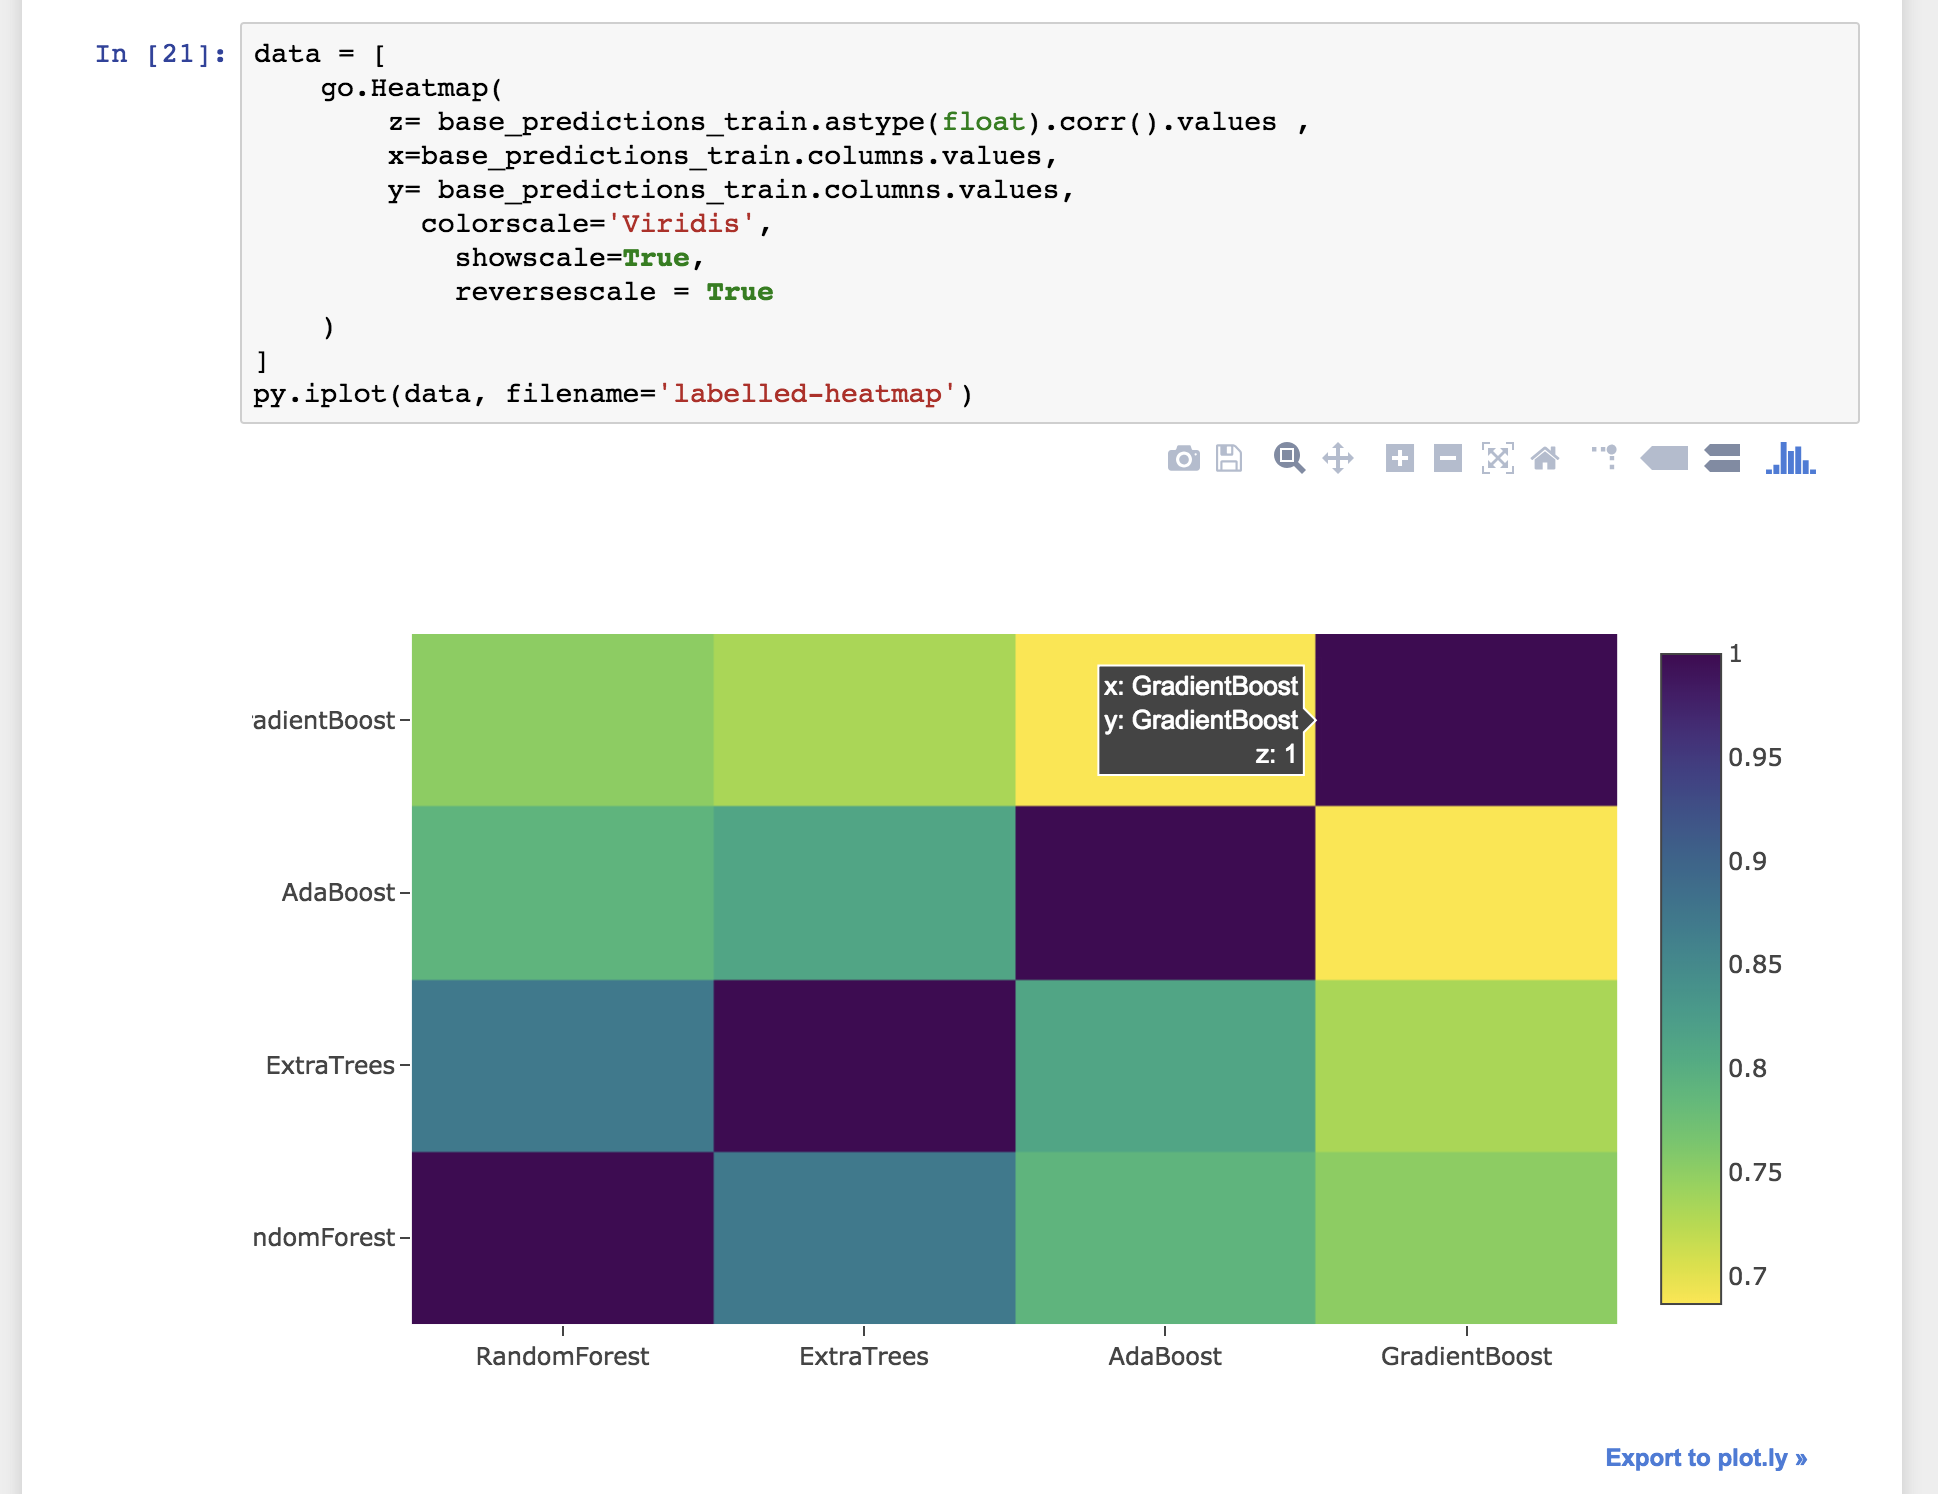 In [21]:
data = [
    go.Heatmap(
        z= base_predictions_train.astype(float).corr().values ,
        x=base_predictions_train.columns.values,
        y= base_predictions_train.columns.values,
          colorscale='Viridis',
            showscale=True,
            reversescale = True
    )
]
py.iplot(data, filename='labelled-heatmap')
x: GradientBoost
y: GradientBoost
z: 1
adientBoost
AdaBoost
ExtraTrees
ndomForest
RandomForest
ExtraTrees
AdaBoost
GradientBoost
1
0.95
0.9
0.85
0.8
0.75
0.7
Export to plot.ly »